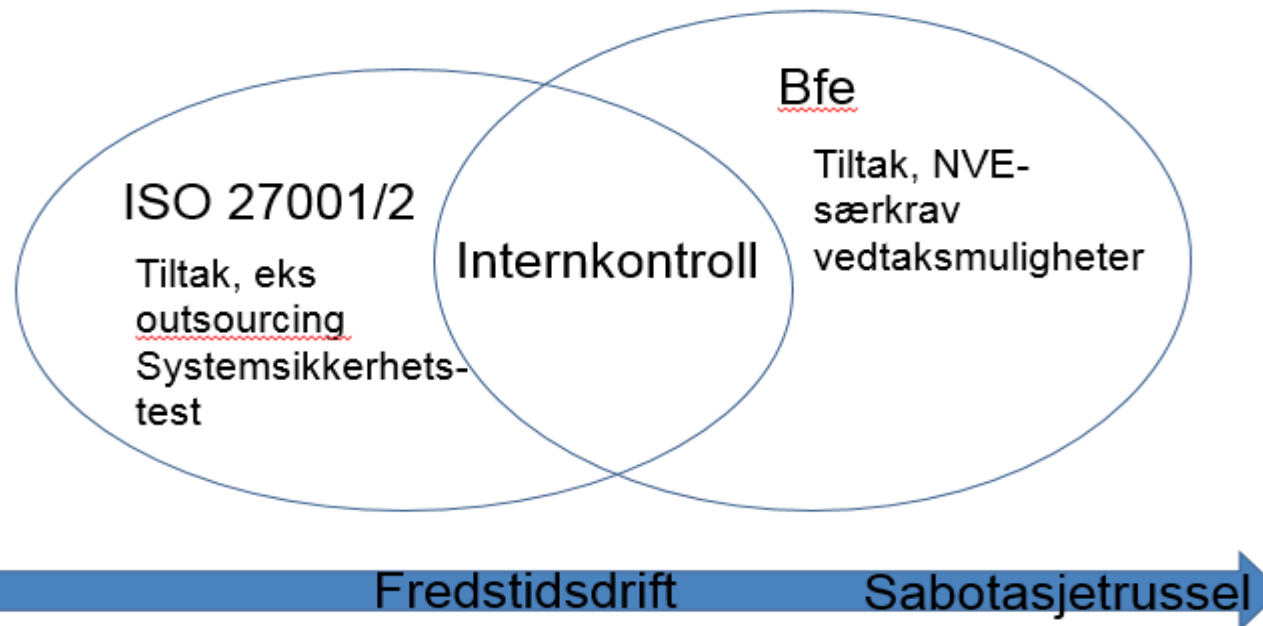 ISO 27001/2
Tiltak, eks
outsourcing
Systemsikkerhets-
test
Internkontroll
Bfe
Tiltak, NVE-
særkrav
vedtaksmuligheter
Fredstidsdrift
Sabotasjetrussel